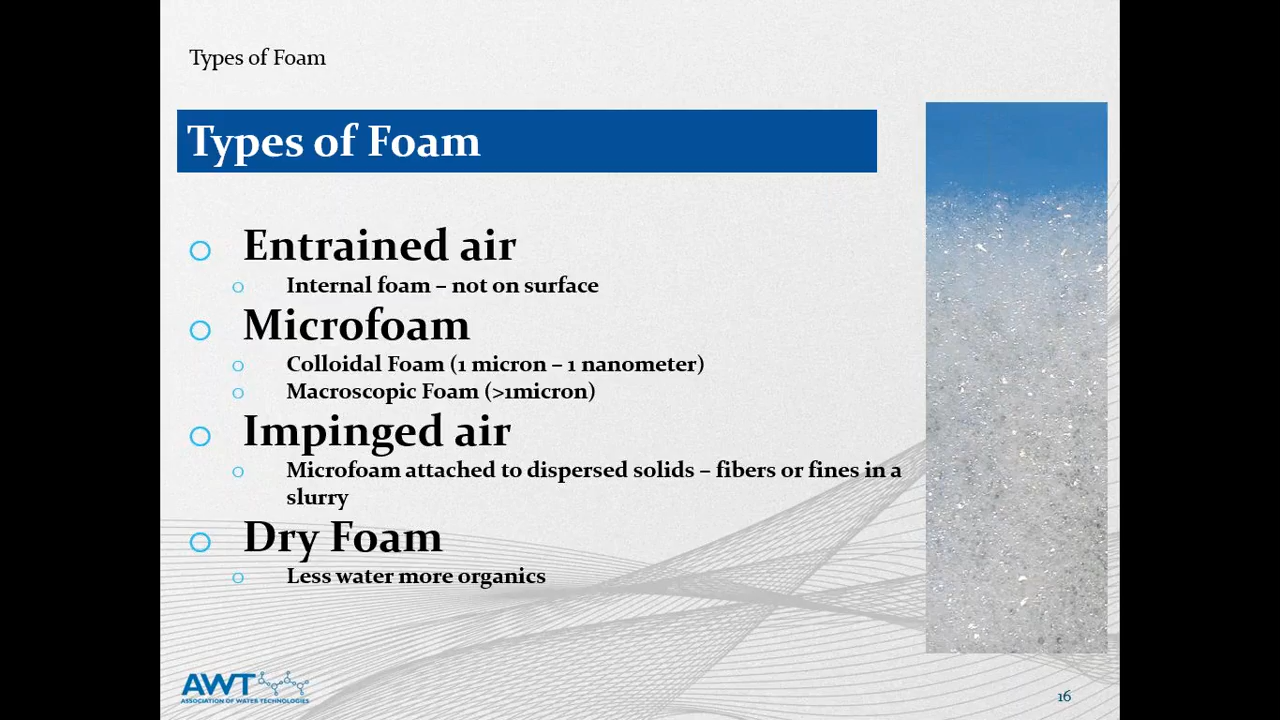 Types of Foam
Types of Foam
Entrained air
Internal foam – not on surface
Microfoam
Colloidal Foam (1 micron – 1 nanometer)
Macroscopic Foam (>1micron)
Impinged air
Microfoam attached to dispersed solids – fibers or fines in a
slurry
Dry Foam
Less water more organics
AWT
ASSOCIATION OF WATER TECHNOLOGIES
16